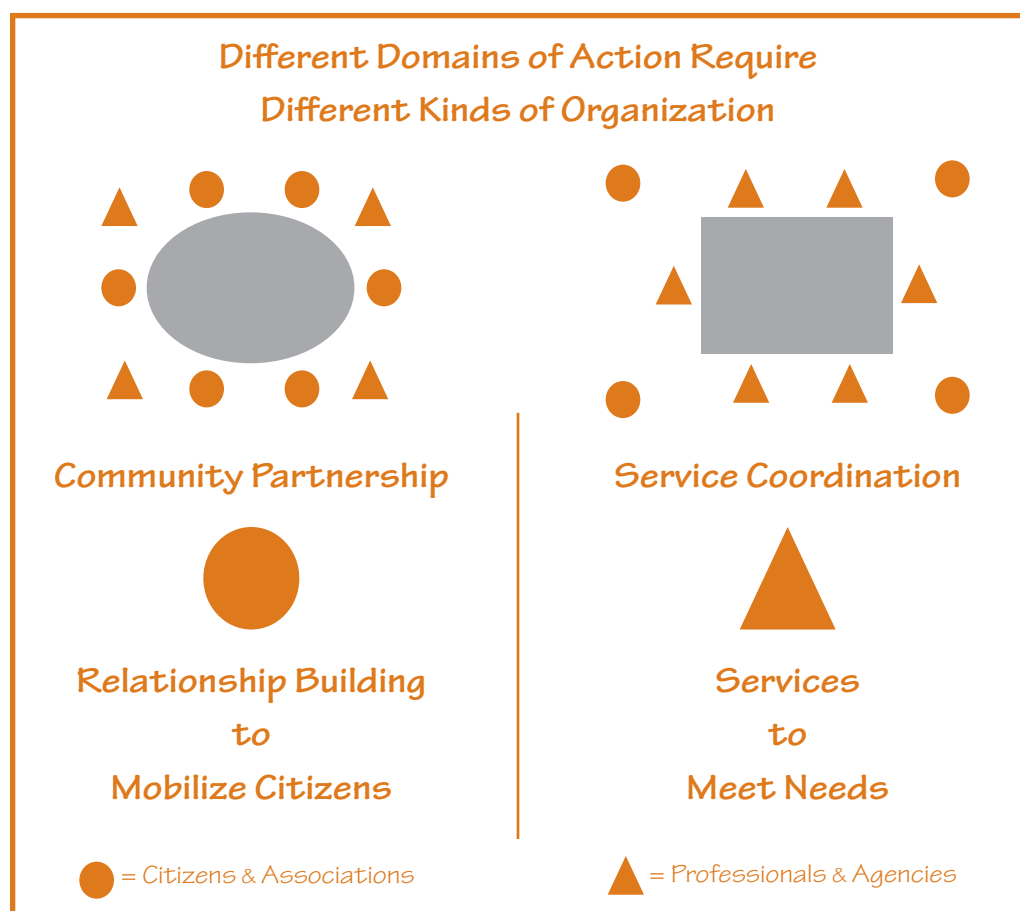 Different Domains of Action Require
Different Kinds of Organization
Community Partnership
Relationship Building
to
Mobilize Citizens
= Citizens & Associations
Service Coordination
Services
to
Meet Needs
= Professionals & Agencies